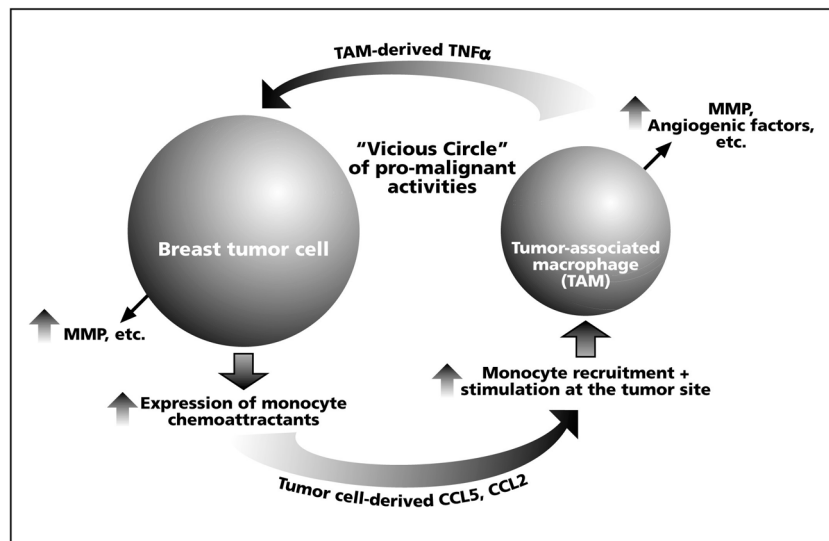 TAM-derived TNFα
MMP,
Angiogenic factors,
etc.
“Vicious Circle”
of pro-malignant
activities
Breast tumor cell
Tumor-associated
macrophage
(TAM)
MMP, etc.
Expression of monocyte
chemoattractants
Monocyte recruitment +
stimulation at the tumor site
Tumor cell-derived CCL5, CCL2